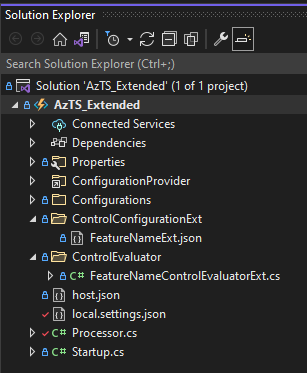 Solution Explorer
Search Solution Explorer (Ctrl+;)
Solution 'AzTS_Extended' (1 of 1 project)
AzTS_Extended
Connected Services
Dependencies
Properties
ConfigurationProvider
Configurations
ControlConfigurationExt
FeatureNameExt.json
ControlEvaluator
C# FeatureNameControlEvaluatorExt.cs
host.json
local.settings.json
C# Processor.cs
C# Startup.cs